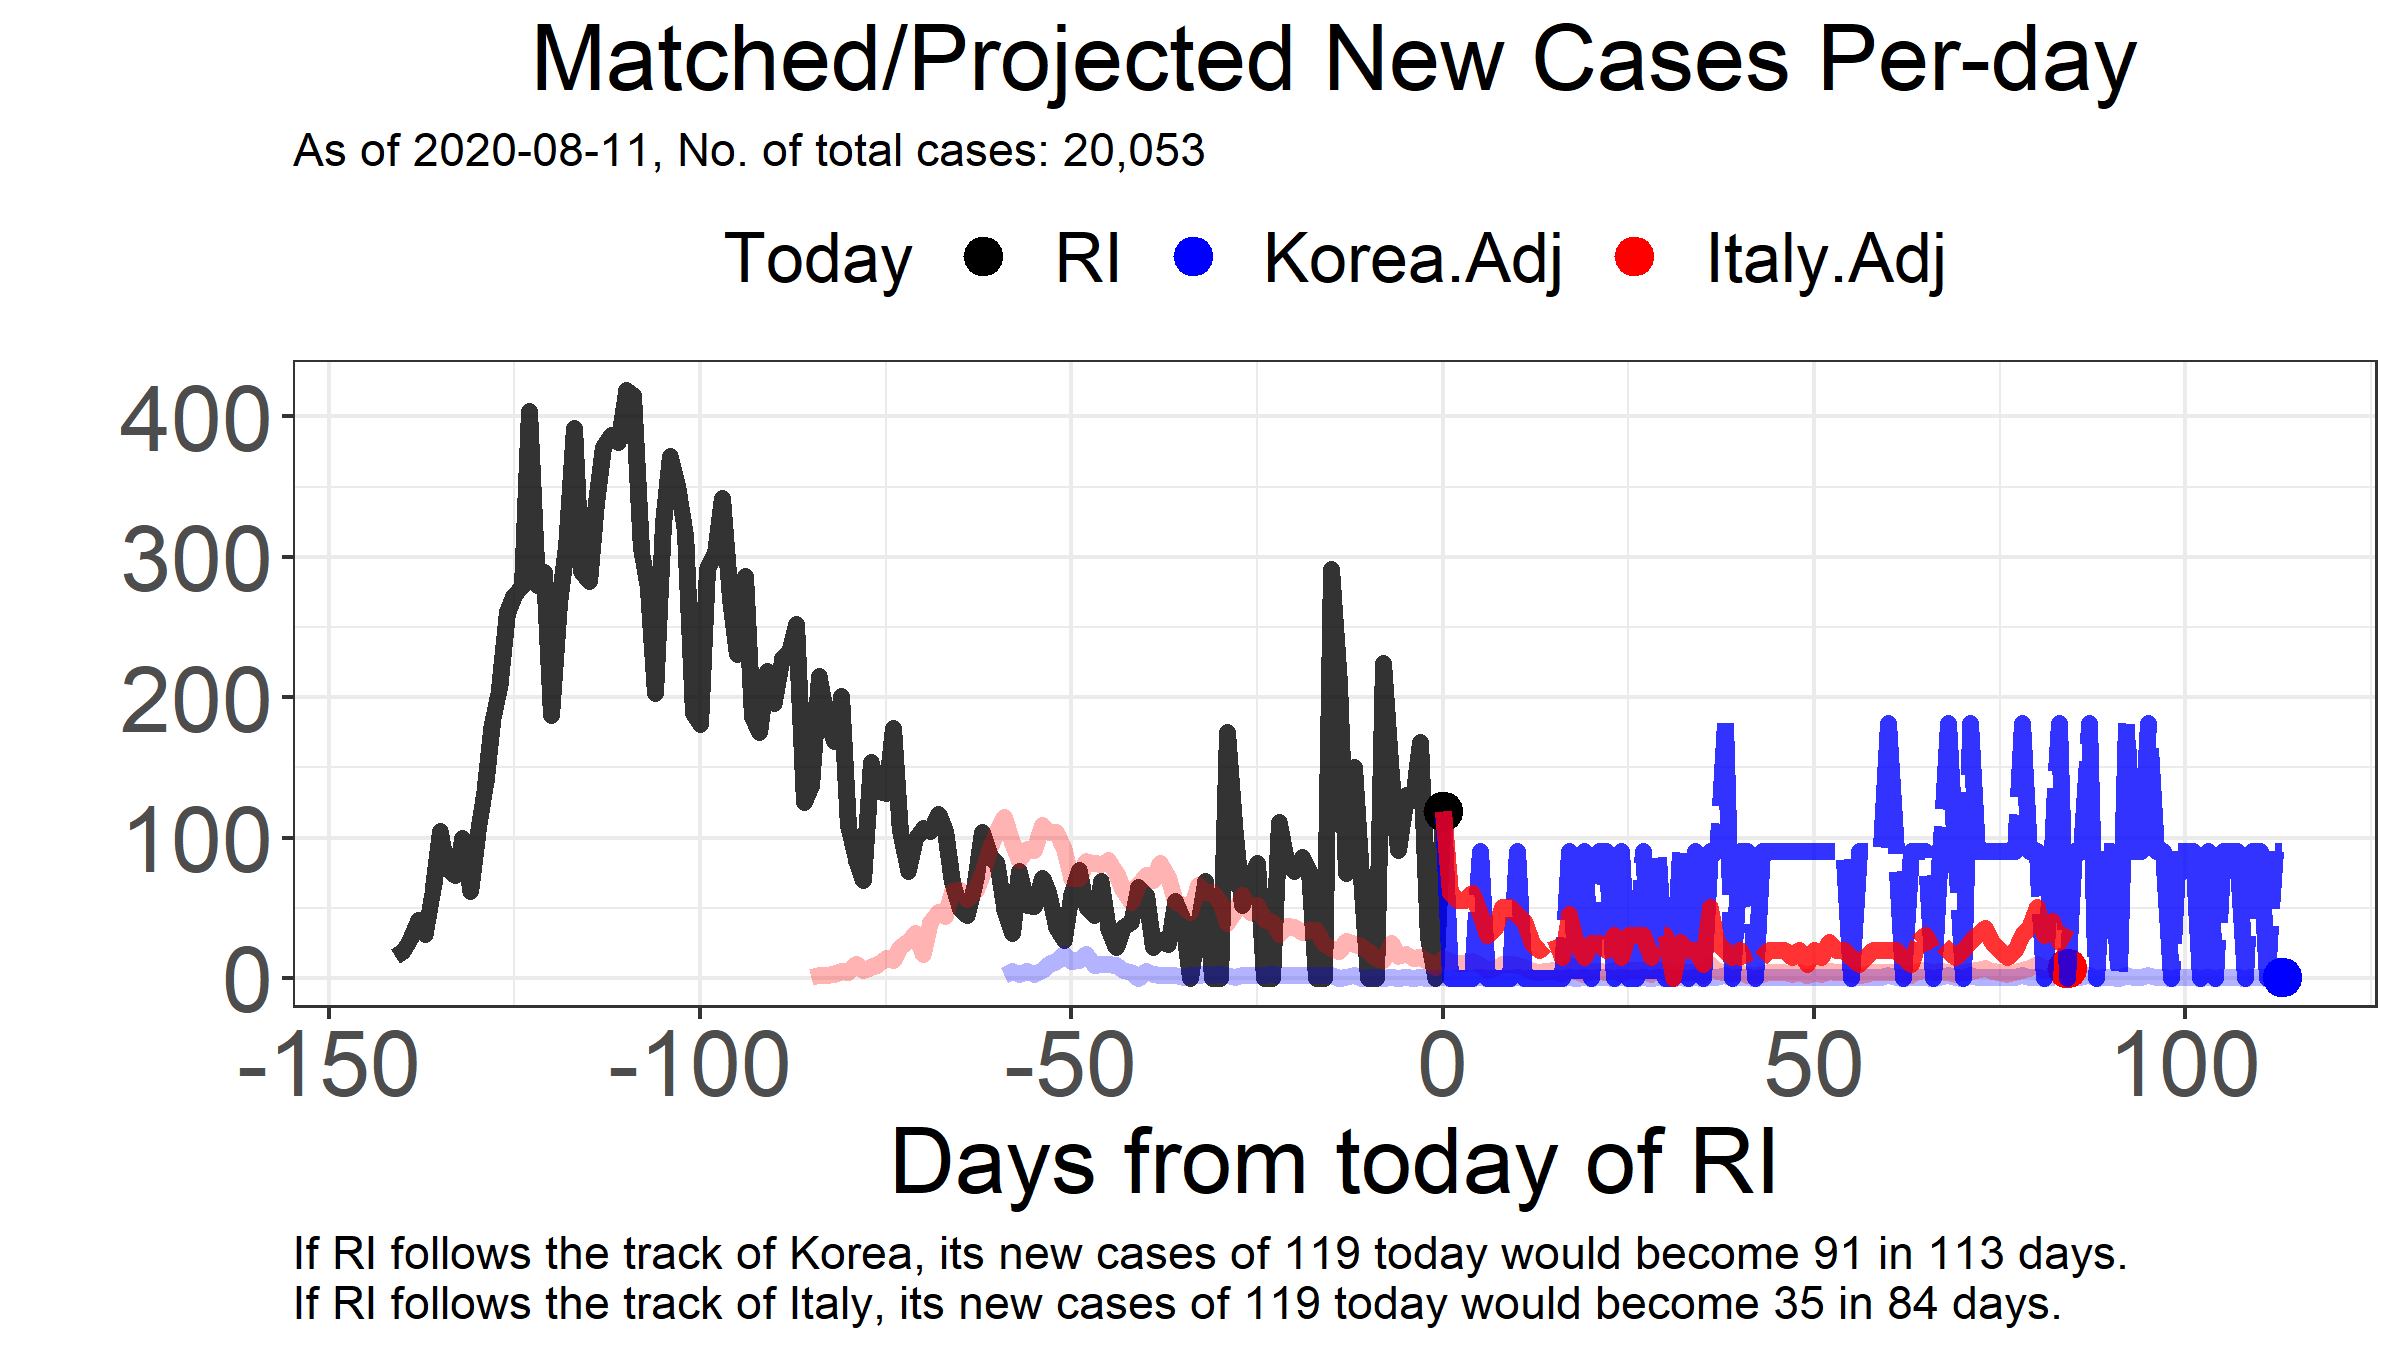 Matched/Projected New Cases Per-day
As of 2020-08-11, No. of total cases: 20,053
Today RI Korea.Adj Italy.Adj
400
300
200
100
0
-150 -100 -50 0 50 100
Days from today of RI
If RI follows the track of Korea, its new cases of 119 today would become 91 in 113 days.
If RI follows the track of Italy, its new cases of 119 today would become 35 in 84 days.